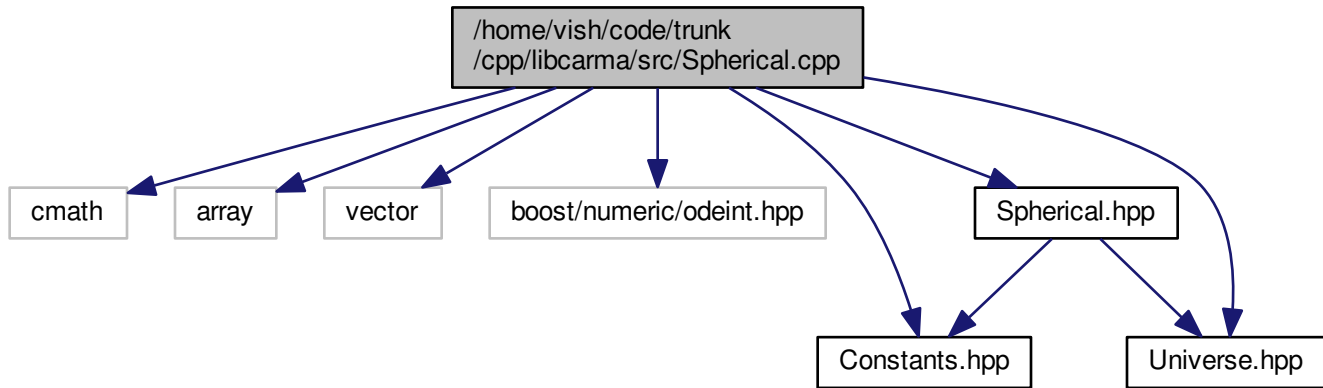 /home/vish/code/trunk
/cpp/libcarma/src/Spherical.cpp
cmath
array
vector
boost/numeric/odeint.hpp
Spherical.hpp
Constants.hpp
Universe.hpp